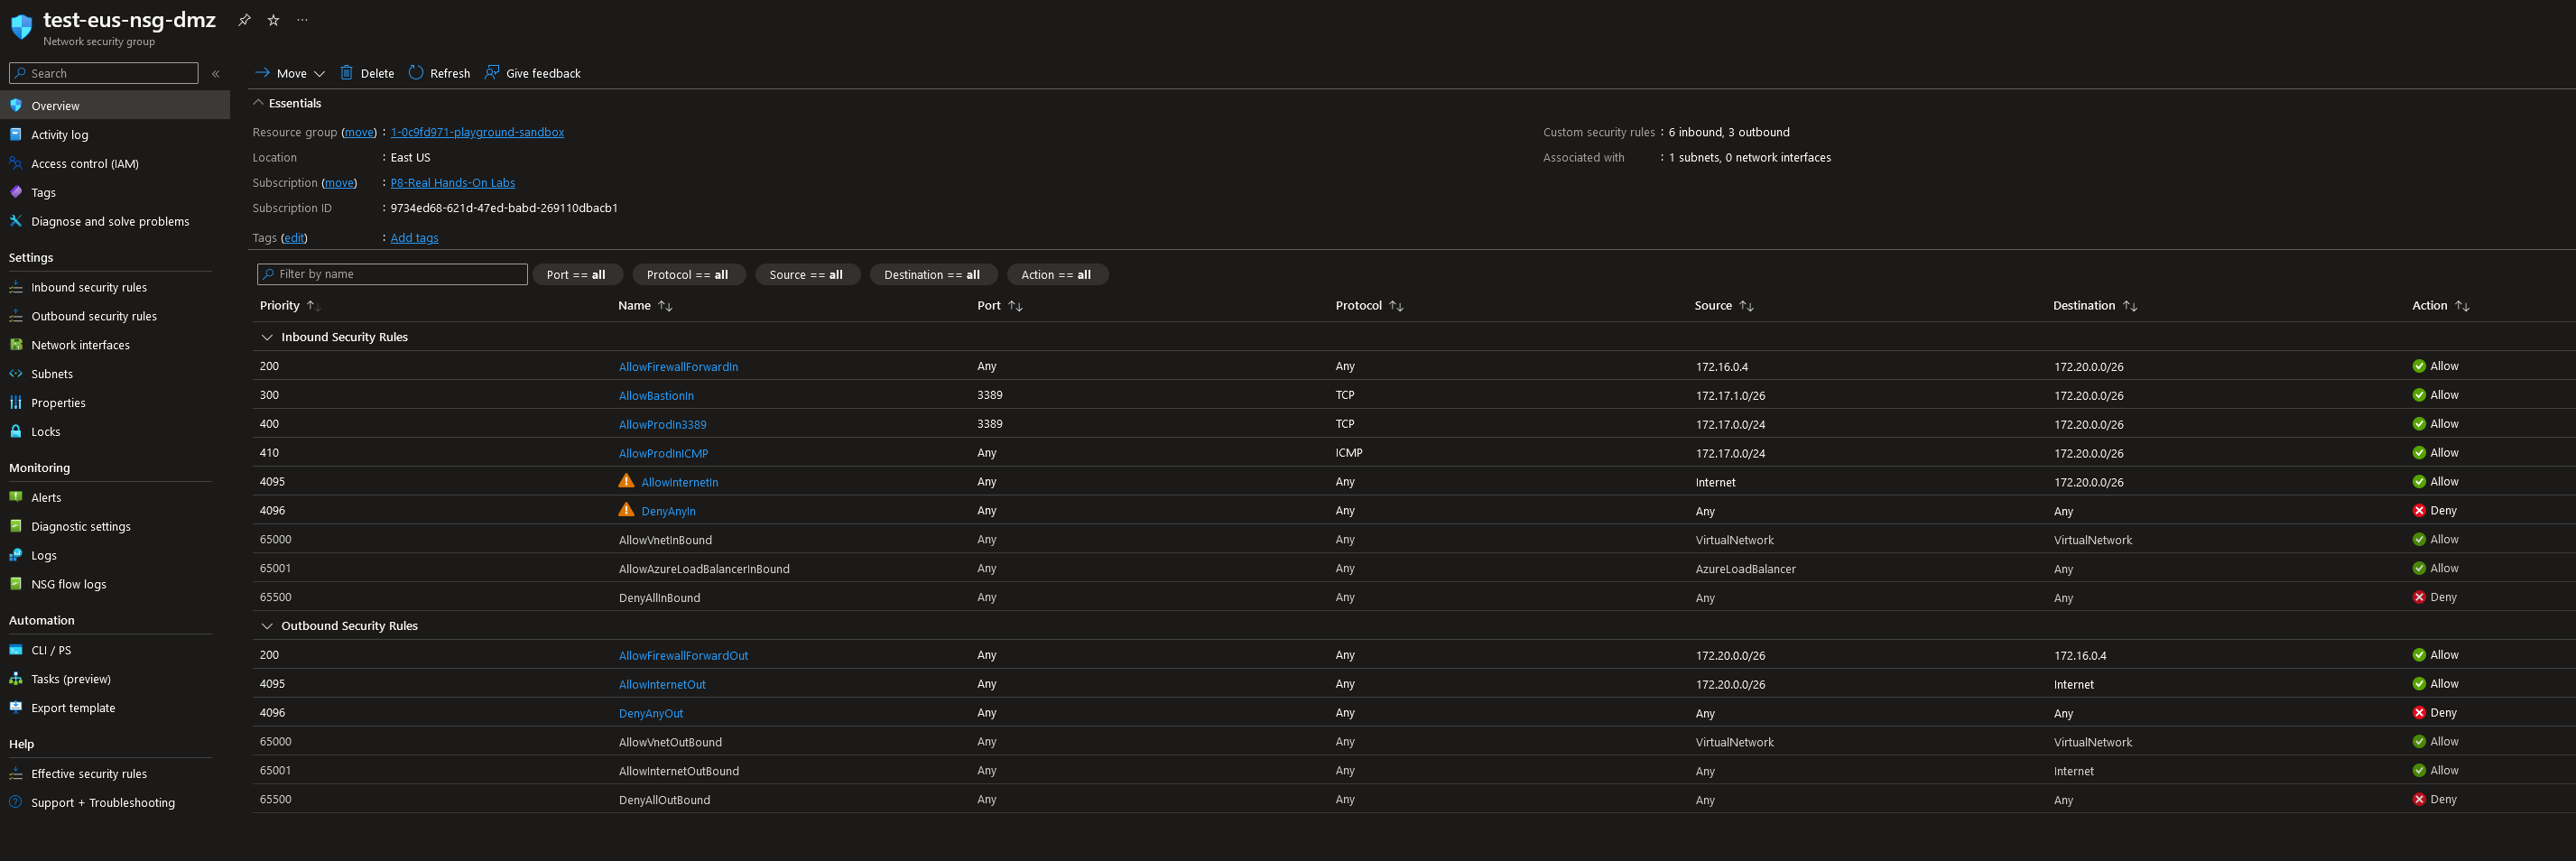 test-eus-nsg-dmz
Network security group
Search
Overview
Activity log
Access control (IAM)
Tags
Diagnose and solve problems
Settings
Inbound security rules
Outbound security rules
Network interfaces
Subnets
Properties
Locks
Monitoring
Alerts
Diagnostic settings
Logs
NSG flow logs
Automation
CLI / PS
Tasks (preview)
Export template
Help
Effective security rules
Support + Troubleshooting
Move Delete Refresh Give feedback
Essentials
Resource group (move) : 1-0c9fd971-playground-sandbox
Location : East US
Subscription (move) : P8-Real Hands-On Labs
Subscription ID : 9734ed68-621d-47ed-babd-269110dbacb1
Tags (edit) : Add tags
Custom security rules : 6 inbound, 3 outbound
Associated with : 1 subnets, 0 network interfaces
Filter by name Port == all Protocol == all Source == all Destination == all Action == all
Priority Name Port Protocol Source Destination Action
Inbound Security Rules
200 AllowFirewallForwardIn Any Any 172.16.0.4 172.20.0.0/26 Allow
300 AllowBastionIn 3389 TCP 172.17.1.0/26 172.20.0.0/26 Allow
400 AllowProdIn3389 3389 TCP 172.17.0.0/24 172.20.0.0/26 Allow
410 AllowProdInICMP Any ICMP 172.17.0.0/24 172.20.0.0/26 Allow
4095 AllowInternetIn Any Any Internet 172.20.0.0/26 Allow
4096 DenyAnyIn Any Any Any Any Deny
65000 AllowVnetInBound Any Any VirtualNetwork VirtualNetwork Allow
65001 AllowAzureLoadBalancerInBound Any Any AzureLoadBalancer Any Allow
65500 DenyAllInBound Any Any Any Any Deny
Outbound Security Rules
200 AllowFirewallForwardOut Any Any 172.20.0.0/26 172.16.0.4 Allow
4095 AllowInternetOut Any Any 172.20.0.0/26 Internet Allow
4096 DenyAnyOut Any Any Any Any Deny
65000 AllowVnetOutBound Any Any VirtualNetwork VirtualNetwork Allow
65001 AllowInternetOutBound Any Any Any Internet Allow
65500 DenyAllOutBound Any Any Any Any Deny